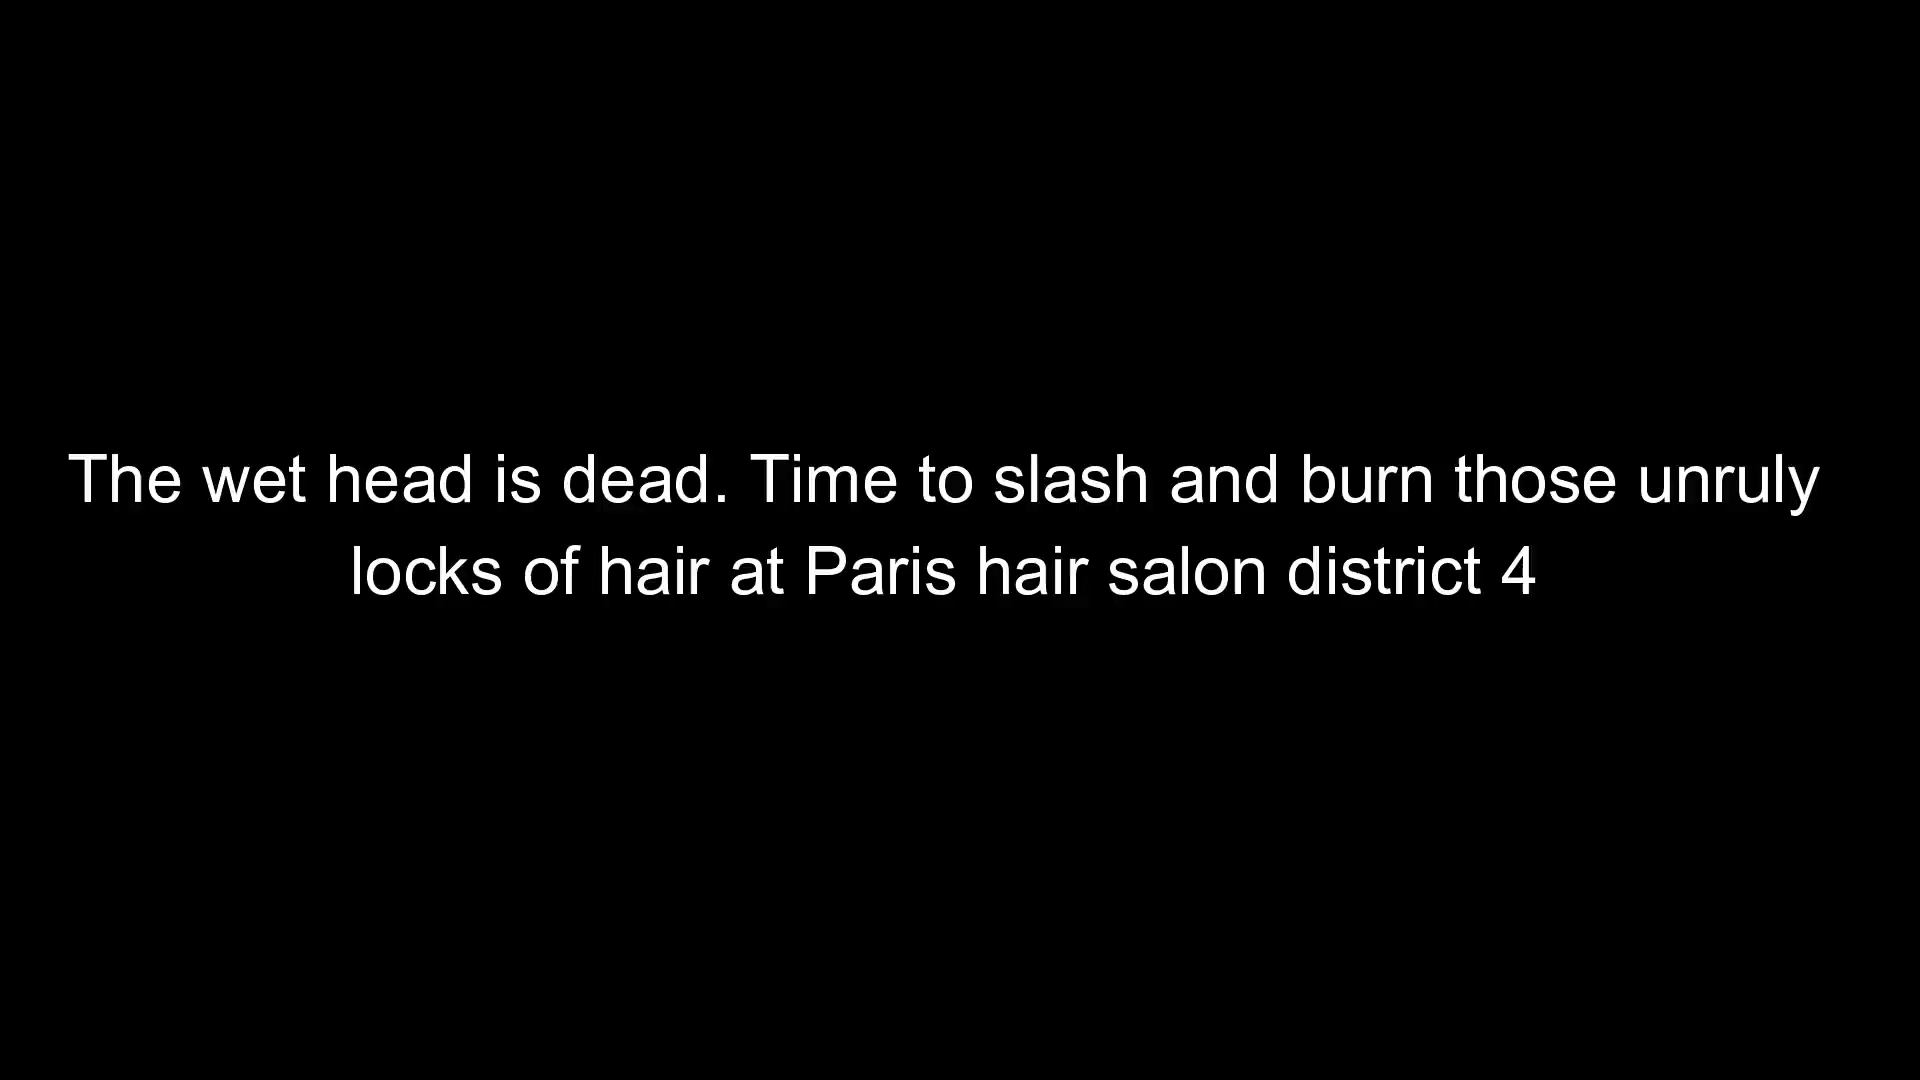 The wet head is dead. Time to slash and burn those unruly
locks of hair at Paris hair salon district 4